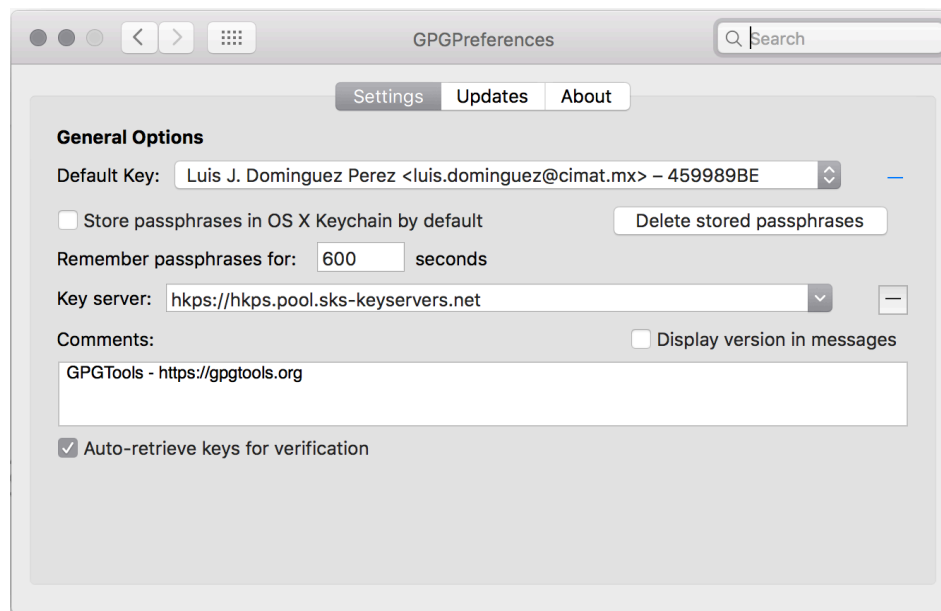 GPGPreferences
Search
Settings Updates About
General Options
Default Key: Luis J. Dominguez Perez <luis.dominguez@cimat.mx> – 459989BE
Store passphrases in OS X Keychain by default Delete stored passphrases
Remember passphrases for: 600 seconds
Key server: hkps://hkps.pool.sks-keyservers.net
Comments: Display version in messages
GPGTools - https://gpgtools.org
Auto-retrieve keys for verification